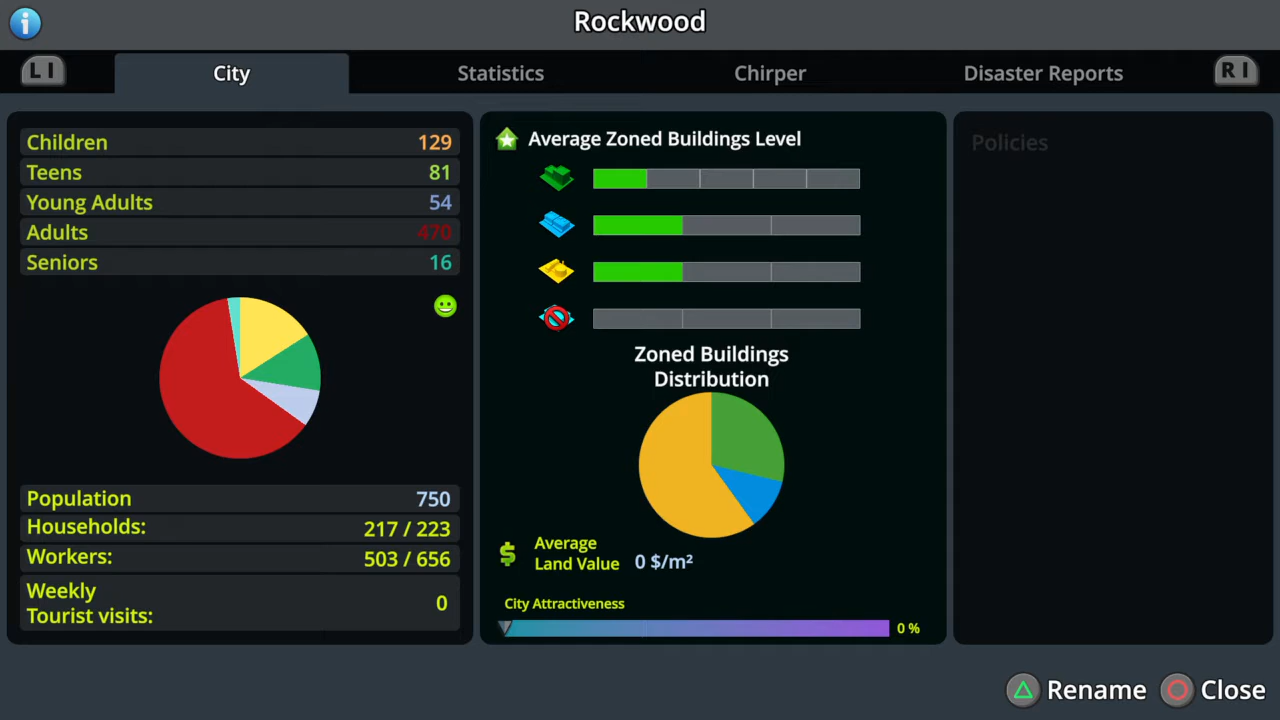 Rockwood
L1
City
Statistics
Chirper
Disaster Reports
R1
Children 129
Teens 81
Young Adults 54
Adults 470
Seniors 16
Population 750
Households: 217 / 223
Workers: 503 / 656
Weekly
Tourist visits: 0
Average Zoned Buildings Level
Zoned Buildings
Distribution
$ Average
Land Value 0 $/m²
City Attractiveness
0 %
Policies
Rename
Close